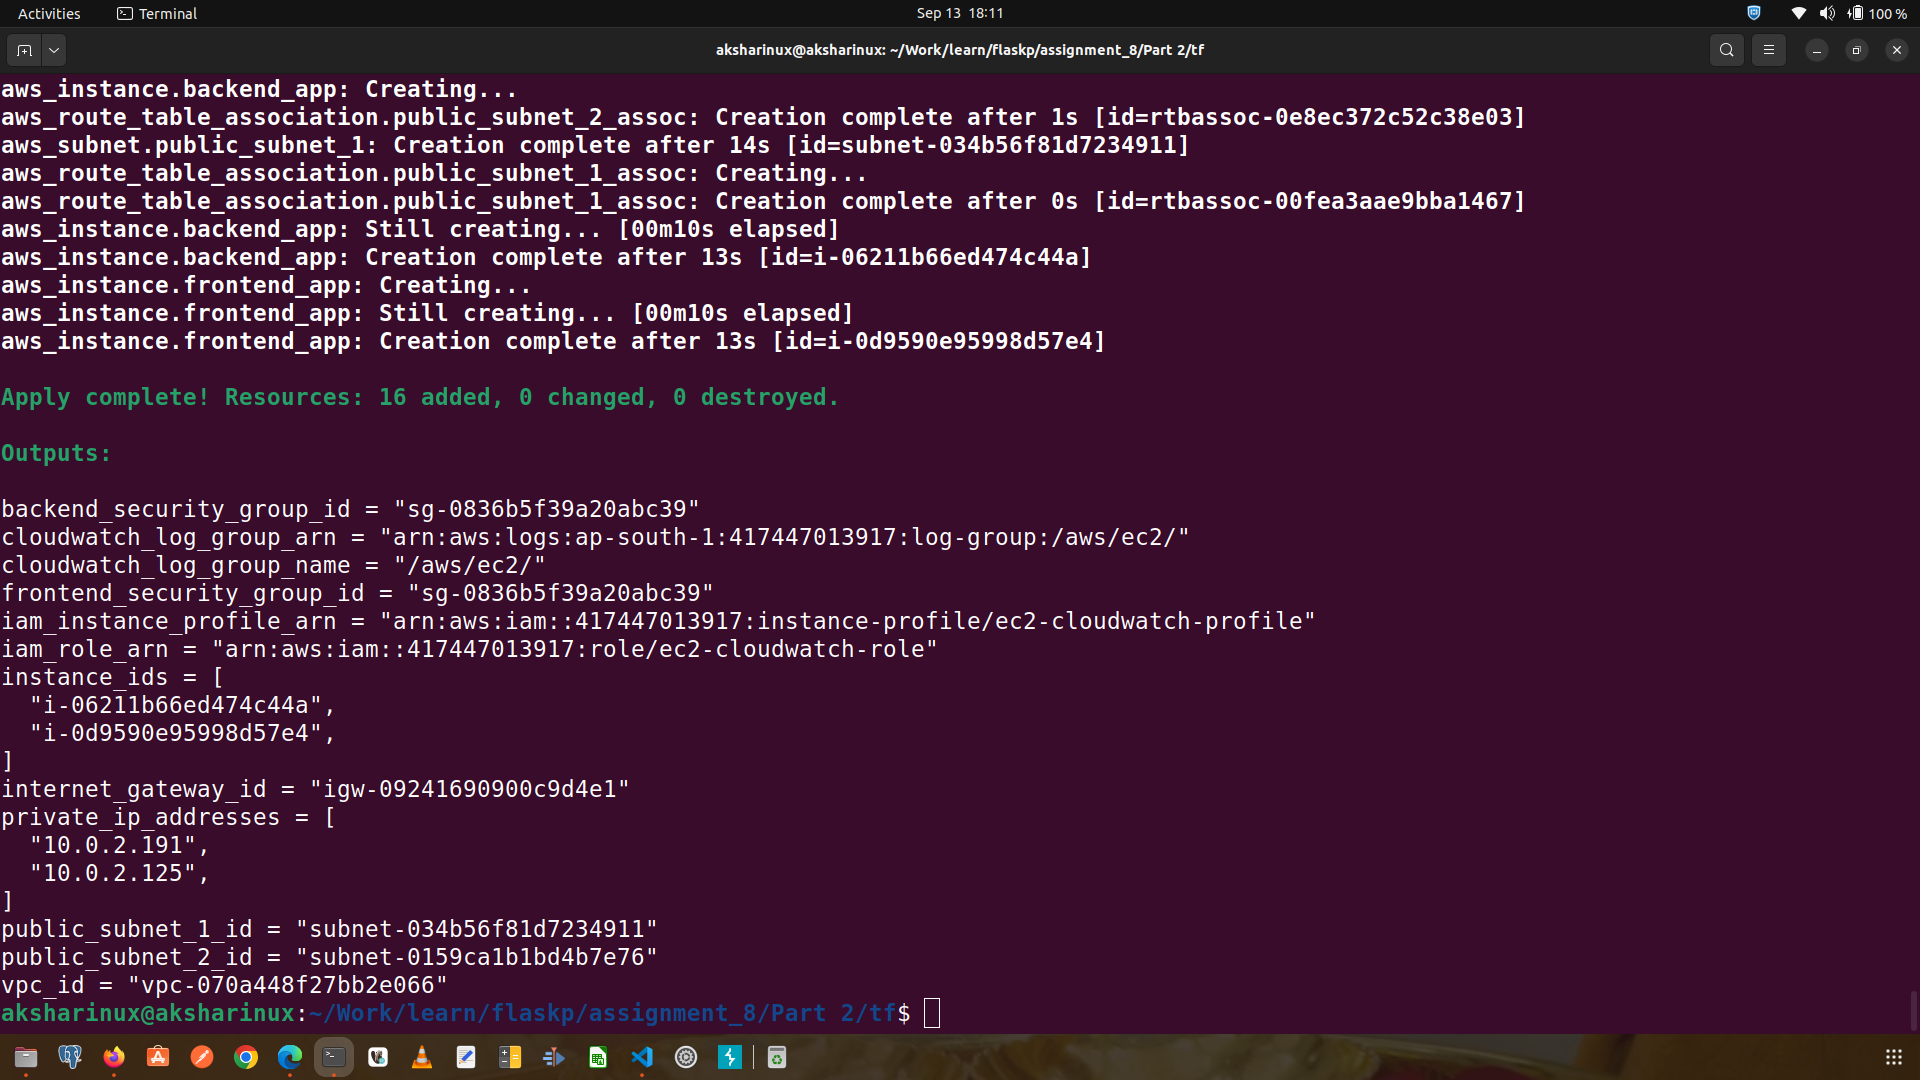 Activities
Terminal
Sep 13 18:11
100 %
aksharinux@aksharinux: ~/Work/learn/flaskp/assignment_8/Part 2/tf
aws_instance.backend_app: Creating...
aws_route_table_association.public_subnet_2_assoc: Creation complete after 1s [id=rtbassoc-0e8ec372c52c38e03]
aws_subnet.public_subnet_1: Creation complete after 14s [id=subnet-034b56f81d7234911]
aws_route_table_association.public_subnet_1_assoc: Creating...
aws_route_table_association.public_subnet_1_assoc: Creation complete after 0s [id=rtbassoc-00fea3aae9bba1467]
aws_instance.backend_app: Still creating... [00m10s elapsed]
aws_instance.backend_app: Creation complete after 13s [id=i-06211b66ed474c44a]
aws_instance.frontend_app: Creating...
aws_instance.frontend_app: Still creating... [00m10s elapsed]
aws_instance.frontend_app: Creation complete after 13s [id=i-0d9590e95998d57e4]
Apply complete! Resources: 16 added, 0 changed, 0 destroyed.
Outputs:
backend_security_group_id = "sg-0836b5f39a20abc39"
cloudwatch_log_group_arn = "arn:aws:logs:ap-south-1:417447013917:log-group:/aws/ec2/"
cloudwatch_log_group_name = "/aws/ec2/"
frontend_security_group_id = "sg-0836b5f39a20abc39"
iam_instance_profile_arn = "arn:aws:iam::417447013917:instance-profile/ec2-cloudwatch-profile"
iam_role_arn = "arn:aws:iam::417447013917:role/ec2-cloudwatch-role"
instance_ids = [
  "i-06211b66ed474c44a",
  "i-0d9590e95998d57e4",
]
internet_gateway_id = "igw-09241690900c9d4e1"
private_ip_addresses = [
  "10.0.2.191",
  "10.0.2.125",
]
public_subnet_1_id = "subnet-034b56f81d7234911"
public_subnet_2_id = "subnet-0159ca1b1bd4b7e76"
vpc_id = "vpc-070a448f27bb2e066"
aksharinux@aksharinux:~/Work/learn/flaskp/assignment_8/Part 2/tf$